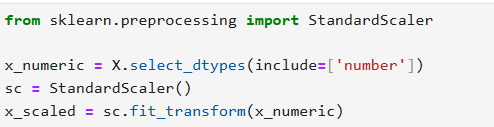 from sklearn.preprocessing import StandardScaler
x_numeric = X.select_dtypes(include=['number'])
sc = StandardScaler()
x_scaled = sc.fit_transform(x_numeric)